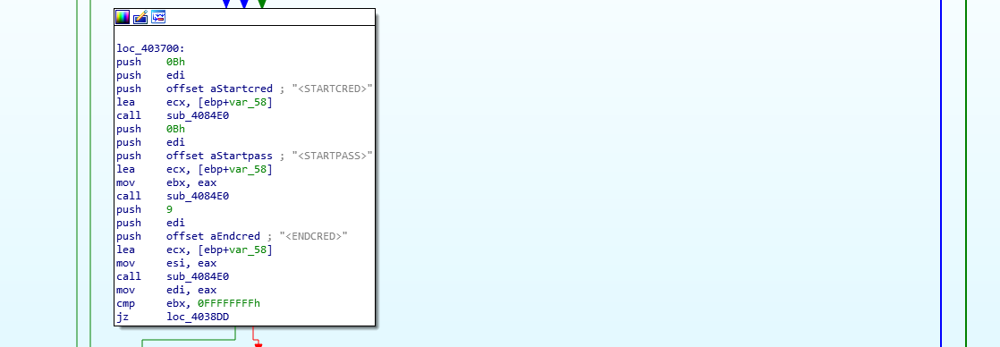 loc_403700:
push 0Bh
push edi
push offset aStartcred ; "<STARTCRED>"
lea ecx, [ebp+var_58]
call sub_4084E0
push 0Bh
push edi
push offset aStartpass ; "<STARTPASS>"
lea ecx, [ebp+var_58]
mov ebx, eax
call sub_4084E0
push 9
push edi
push offset aEndcred ; "<ENDCRED>"
lea ecx, [ebp+var_58]
mov esi, eax
call sub_4084E0
mov edi, eax
cmp ebx, 0FFFFFFFFh
jz loc_4038DD